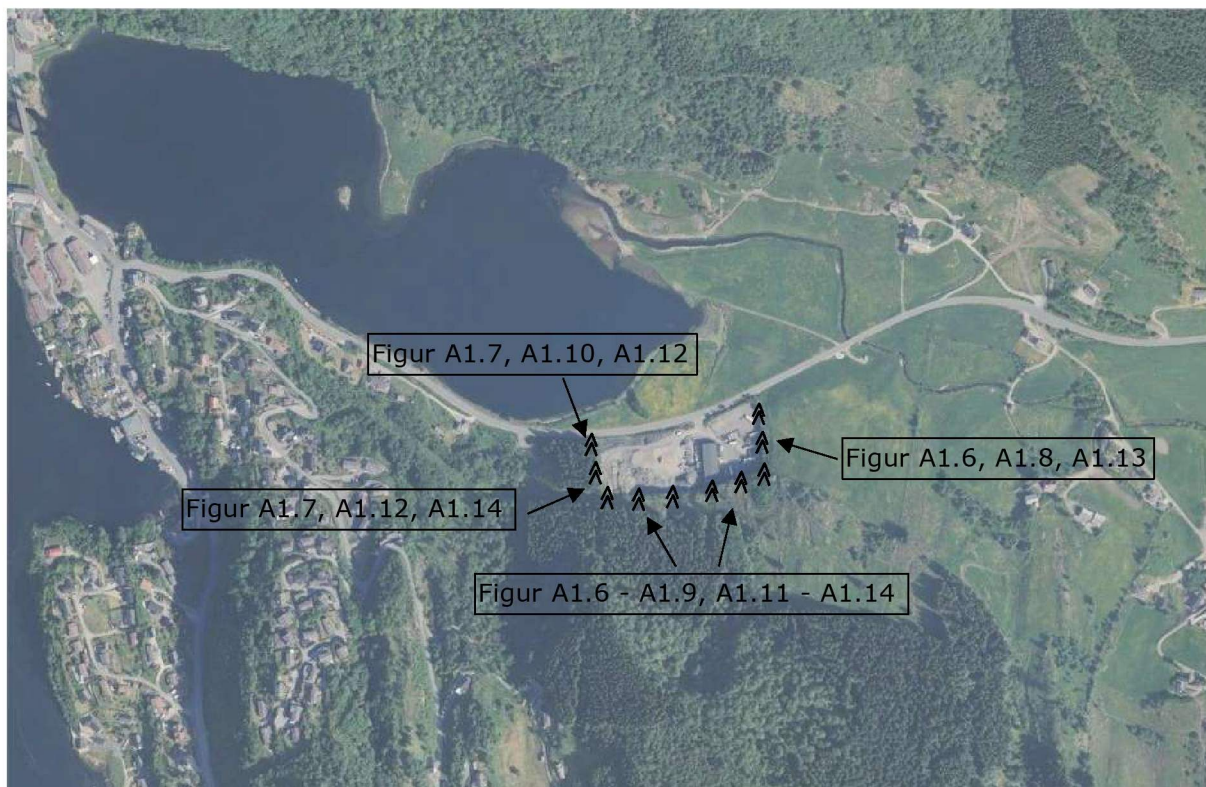 Figur A1.7, A1.10, A1.12
Figur A1.6, A1.8, A1.13
Figur A1.7, A1.12, A1.14
Figur A1.6 - A1.9, A1.11 - A1.14